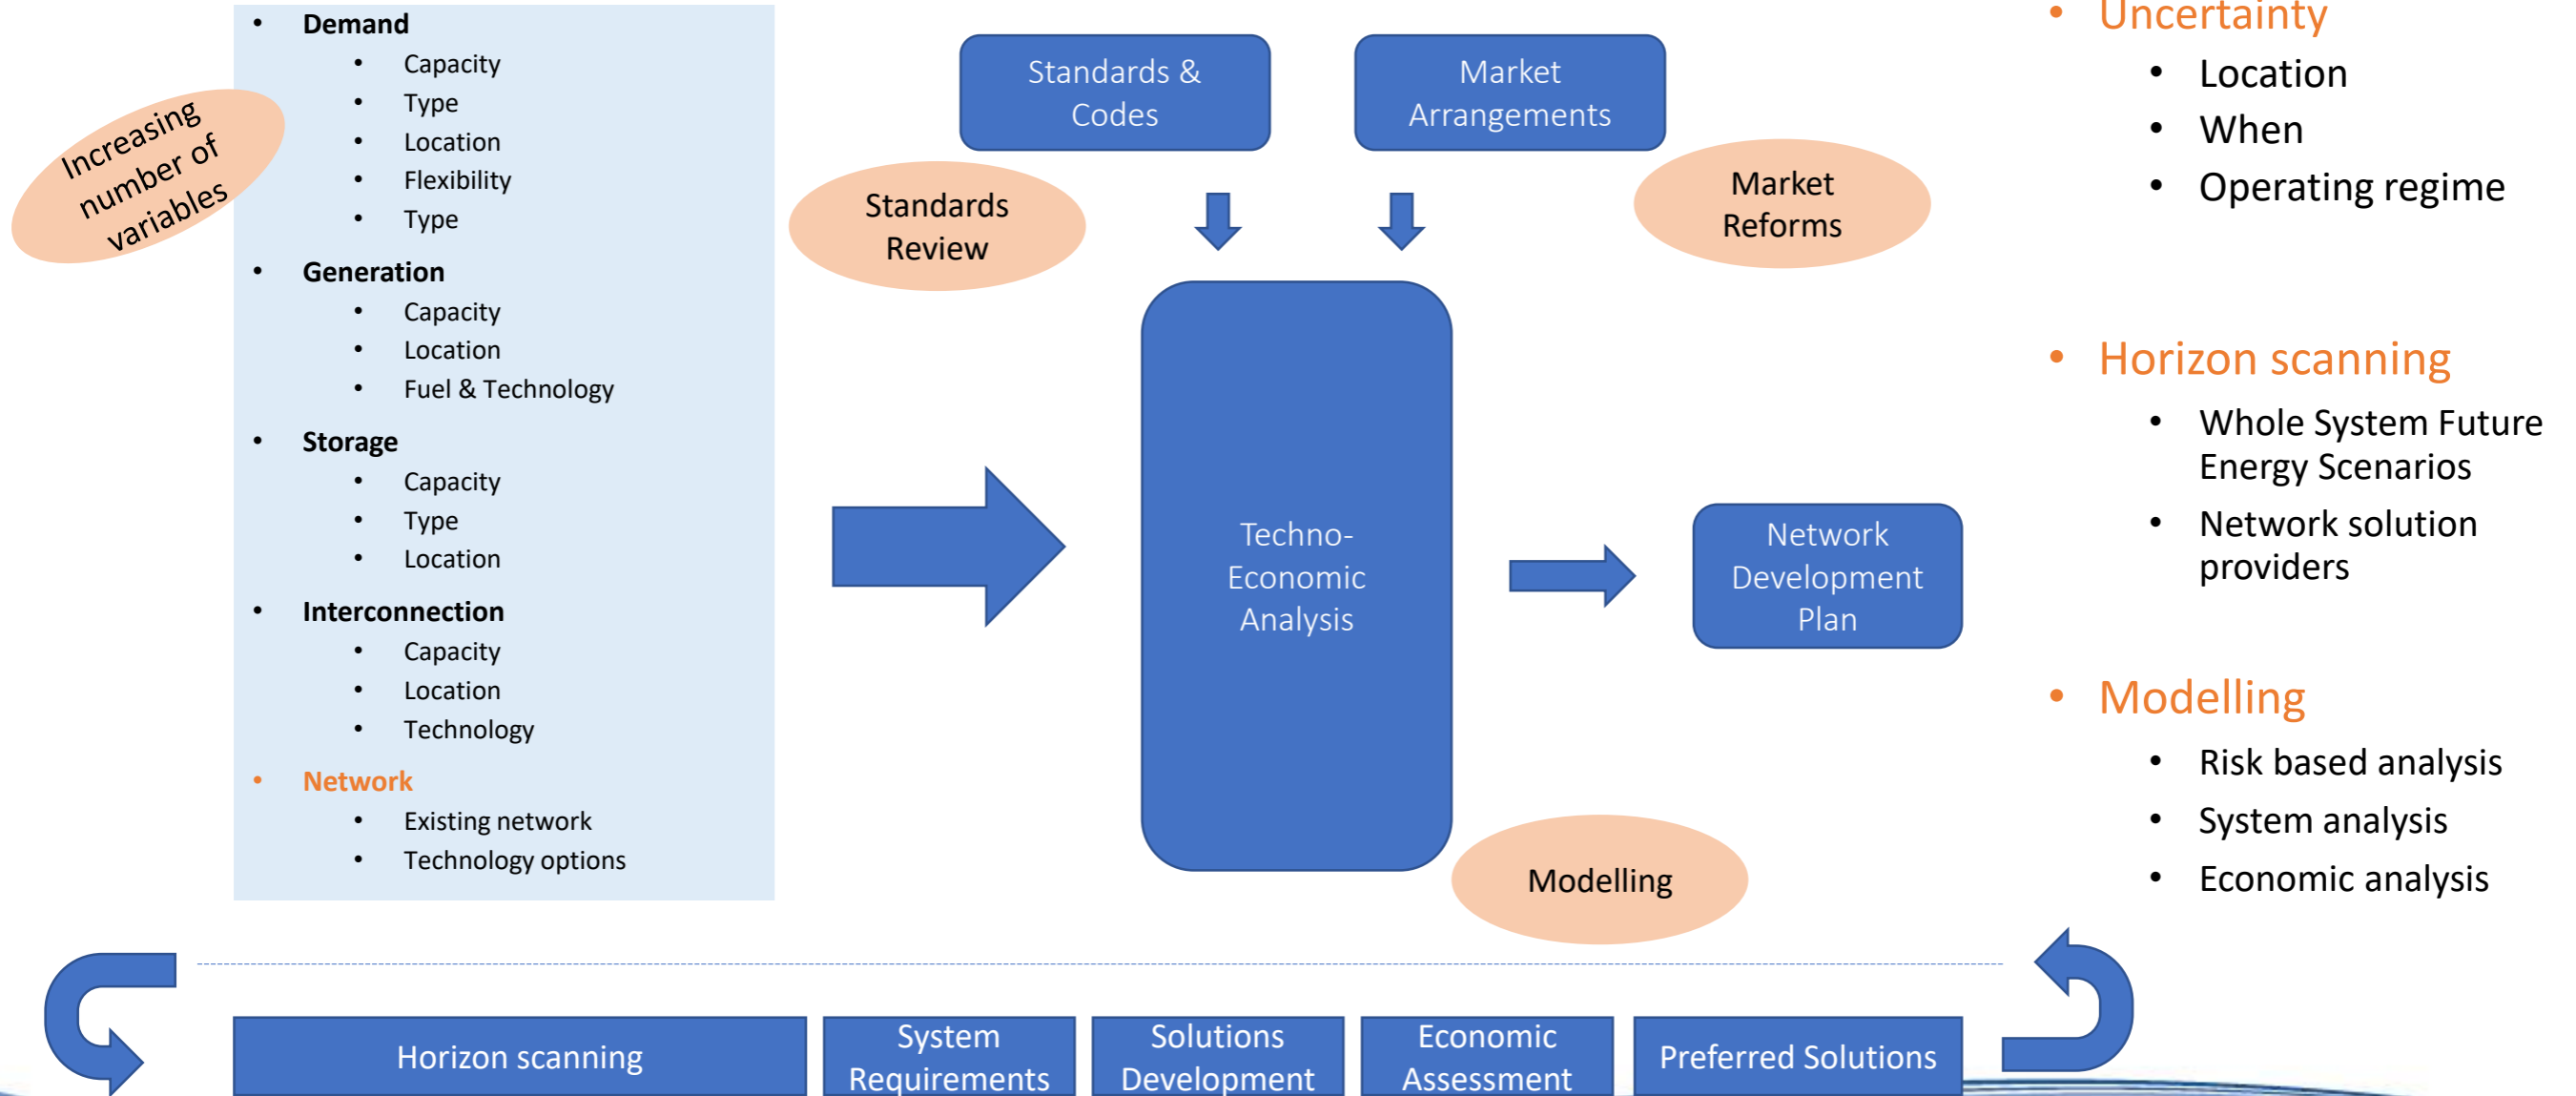 Increasing
number of
variables
• Demand
• Capacity
• Type
• Location
• Flexibility
• Type
• Generation
• Capacity
• Location
• Fuel & Technology
• Storage
• Capacity
• Type
• Location
• Interconnection
• Capacity
• Location
• Technology
• Network
• Existing network
• Technology options
Standards &
Codes
Market
Arrangements
Standards
Review
Market
Reforms
Techno-
Economic
Analysis
Network
Development
Plan
Modelling
• Uncertainty
• Location
• When
• Operating regime
• Horizon scanning
• Whole System Future
Energy Scenarios
• Network solution
providers
• Modelling
• Risk based analysis
• System analysis
• Economic analysis
Horizon scanning
System
Requirements
Solutions
Development
Economic
Assessment
Preferred Solutions